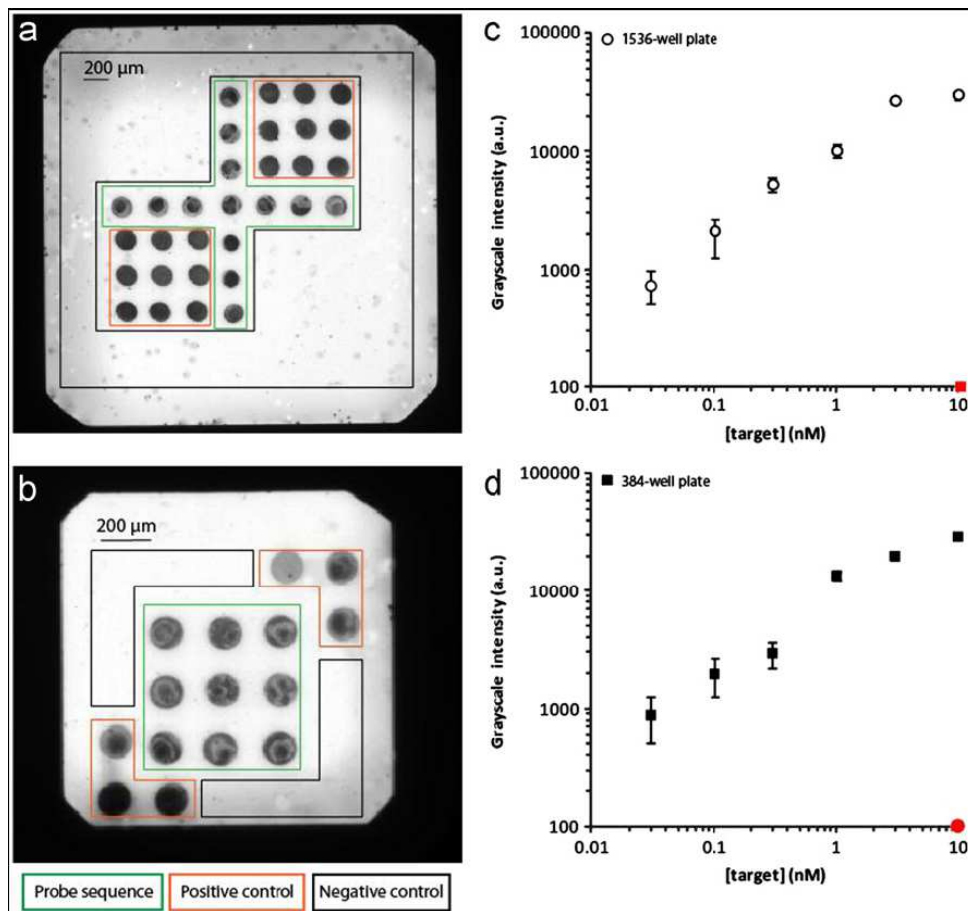 a
200 µm
b
200 µm
Probe sequence
Positive control
Negative control
c
1536-well plate
Grayscale intensity (a.u.)
100000
10000
1000
100
0.01
0.1
1
10
[target] (nM)
d
384-well plate
Grayscale intensity (a.u.)
100000
10000
1000
100
0.01
0.1
1
10
[target] (nM)